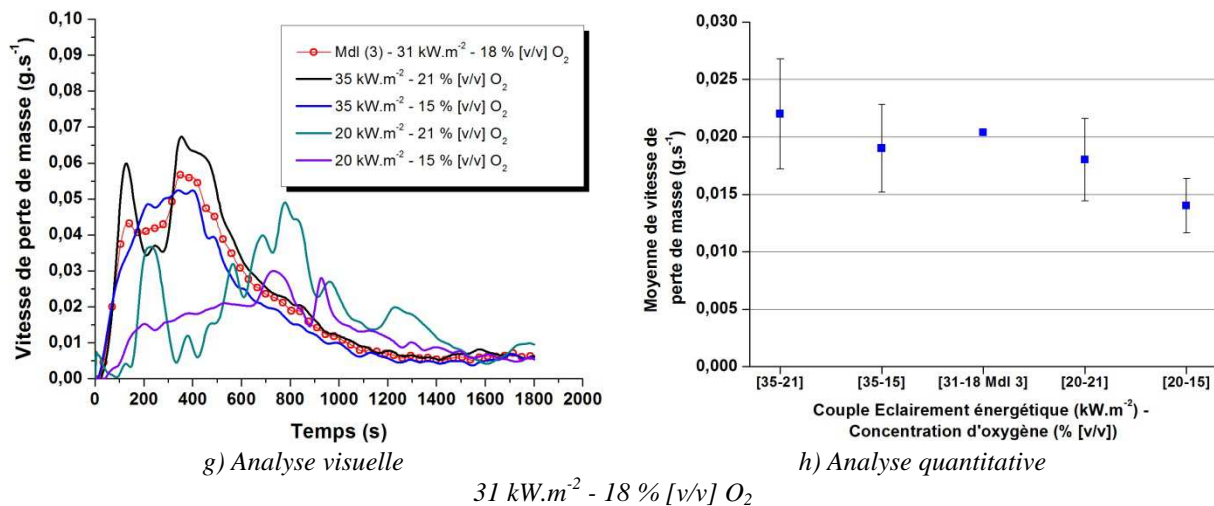 0,10
0,09
0,08
0,07
0,06
0,05
0,04
0,03
0,02
0,01
0,00
Vitesse de perte de masse (g.s⁻¹)
Mdl (3) - 31 kW.m⁻² - 18 % [v/v] O₂
35 kW.m⁻² - 21 % [v/v] O₂
35 kW.m⁻² - 15 % [v/v] O₂
20 kW.m⁻² - 21 % [v/v] O₂
20 kW.m⁻² - 15 % [v/v] O₂
0 200 400 600 800 1000 1200 1400 1600 1800 2000
Temps (s)
g) Analyse visuelle
0,030
0,025
0,020
0,015
0,010
0,005
0,000
Moyenne de vitesse de
perte de masse (g.s⁻¹)
[35-21] [35-15] [31-18 Mdl 3] [20-21] [20-15]
Couple Eclairement énergétique (kW.m⁻²) -
Concentration d'oxygène (% [v/v])
h) Analyse quantitative
31 kW.m⁻² - 18 % [v/v] O₂